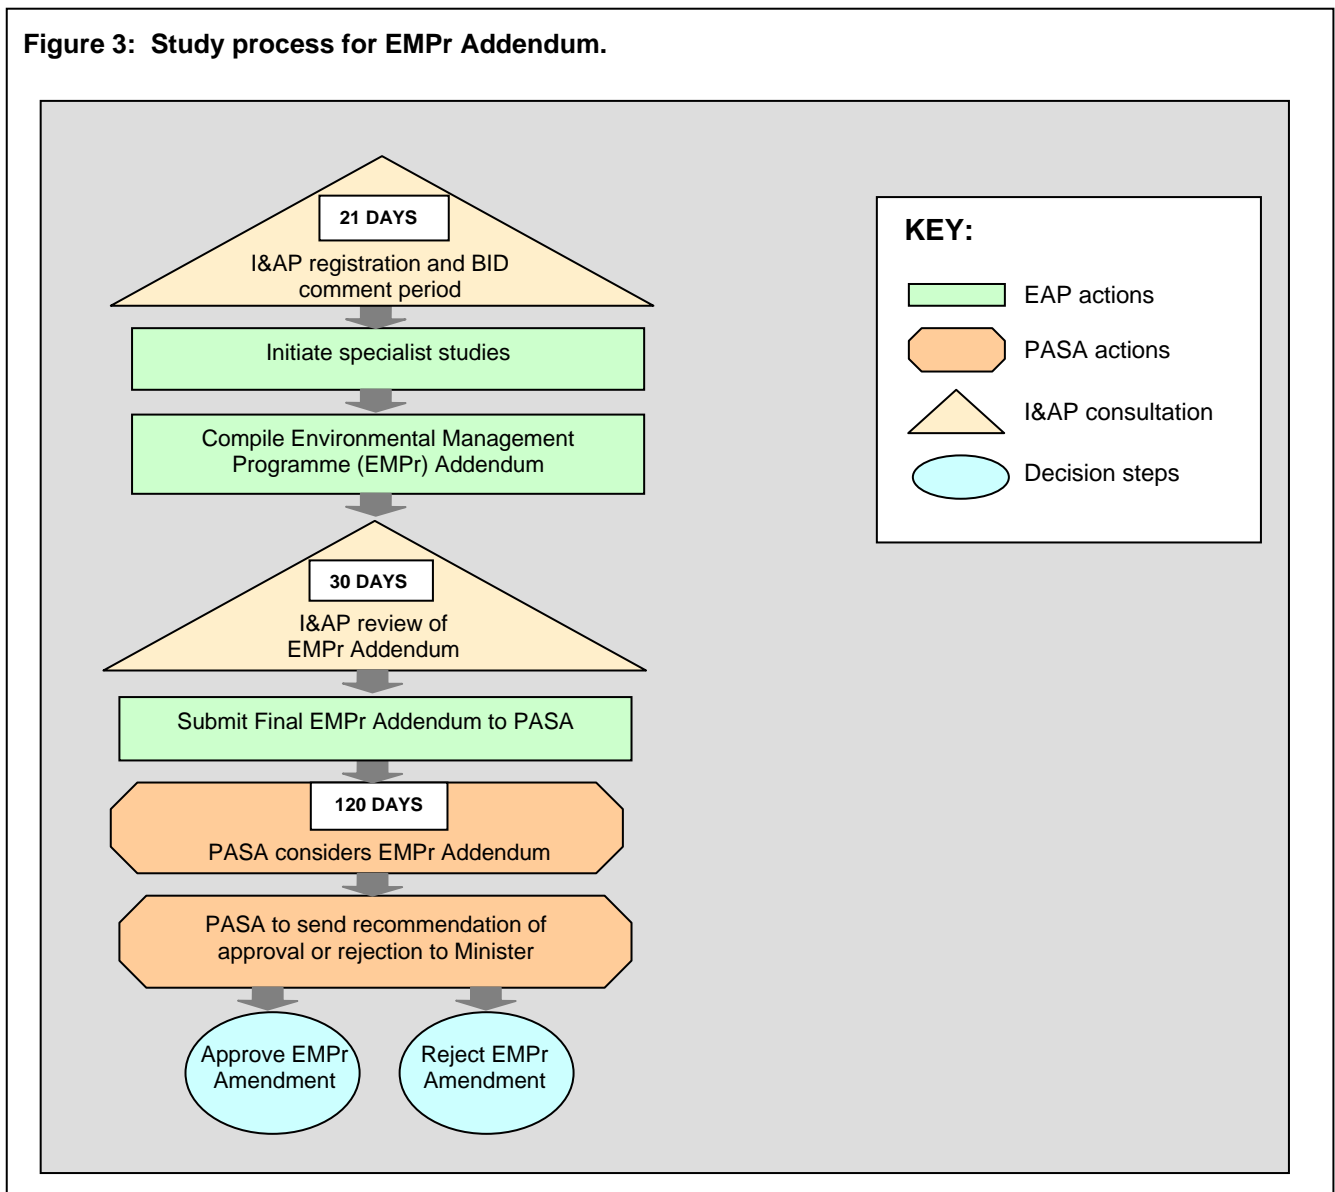 Figure 3: Study process for EMPr Addendum.
21 DAYS
I&AP registration and BID
comment period
Initiate specialist studies
Compile Environmental Management
Programme (EMPr) Addendum
30 DAYS
I&AP review of
EMPr Addendum
Submit Final EMPr Addendum to PASA
120 DAYS
PASA considers EMPr Addendum
PASA to send recommendation of
approval or rejection to Minister
Approve EMPr
Amendment
Reject EMPr
Amendment
KEY:
EAP actions
PASA actions
I&AP consultation
Decision steps